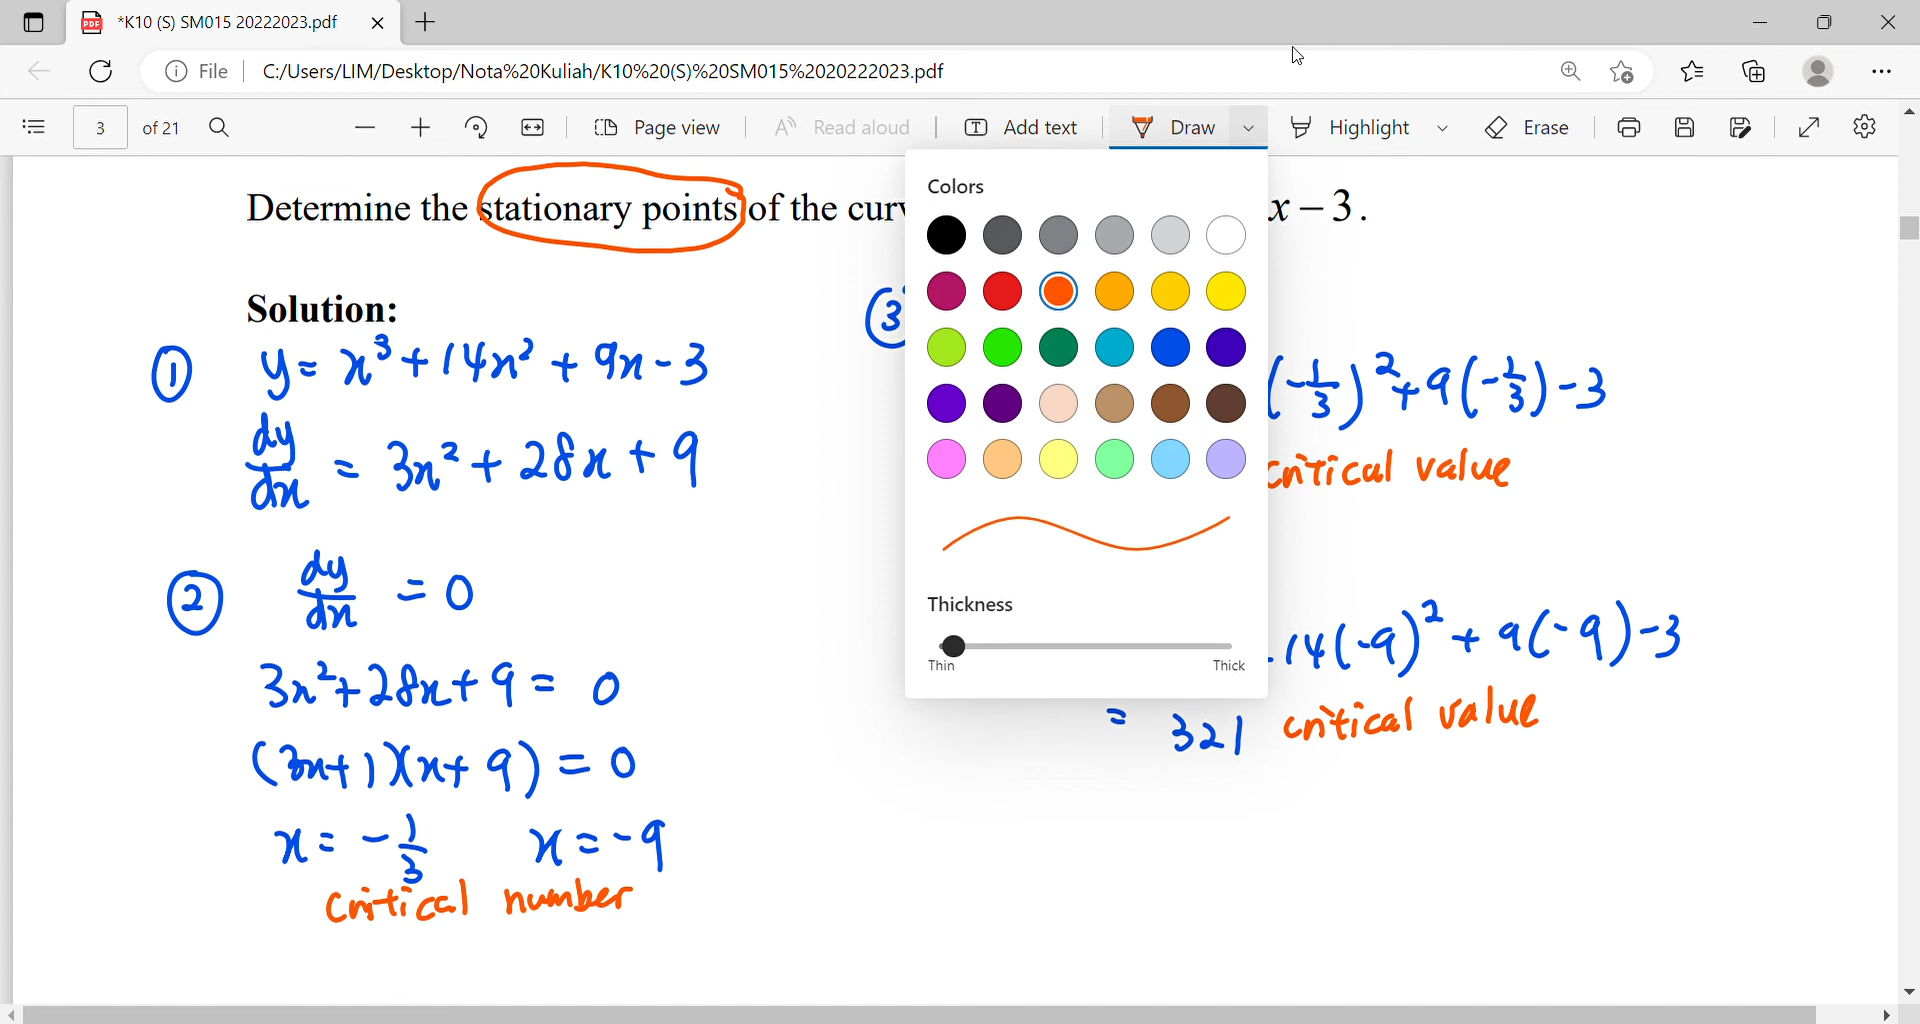 *K10 (S) SM015 20222023.pdf
File C:/Users/LIM/Desktop/Nota%20Kuliah/K10%20(S)%20SM015%2020222023.pdf
3 of 21 Page view Read aloud Add text Draw Highlight Erase
Determine the stationary points of the cur x – 3.
Solution:
① y = x³ + 14x² + 9x - 3
dy/dx = 3x² + 28x + 9
② dy/dx = 0
3x² + 28x + 9 = 0
(3x+1)(x+9) = 0
x = -1/3 x = -9
critical number
Colors
Thickness
Thin Thick
③
(-1/3)² + 9(-1/3) - 3
critical value
14(-9)² + 9(-9) - 3
= 321 critical value